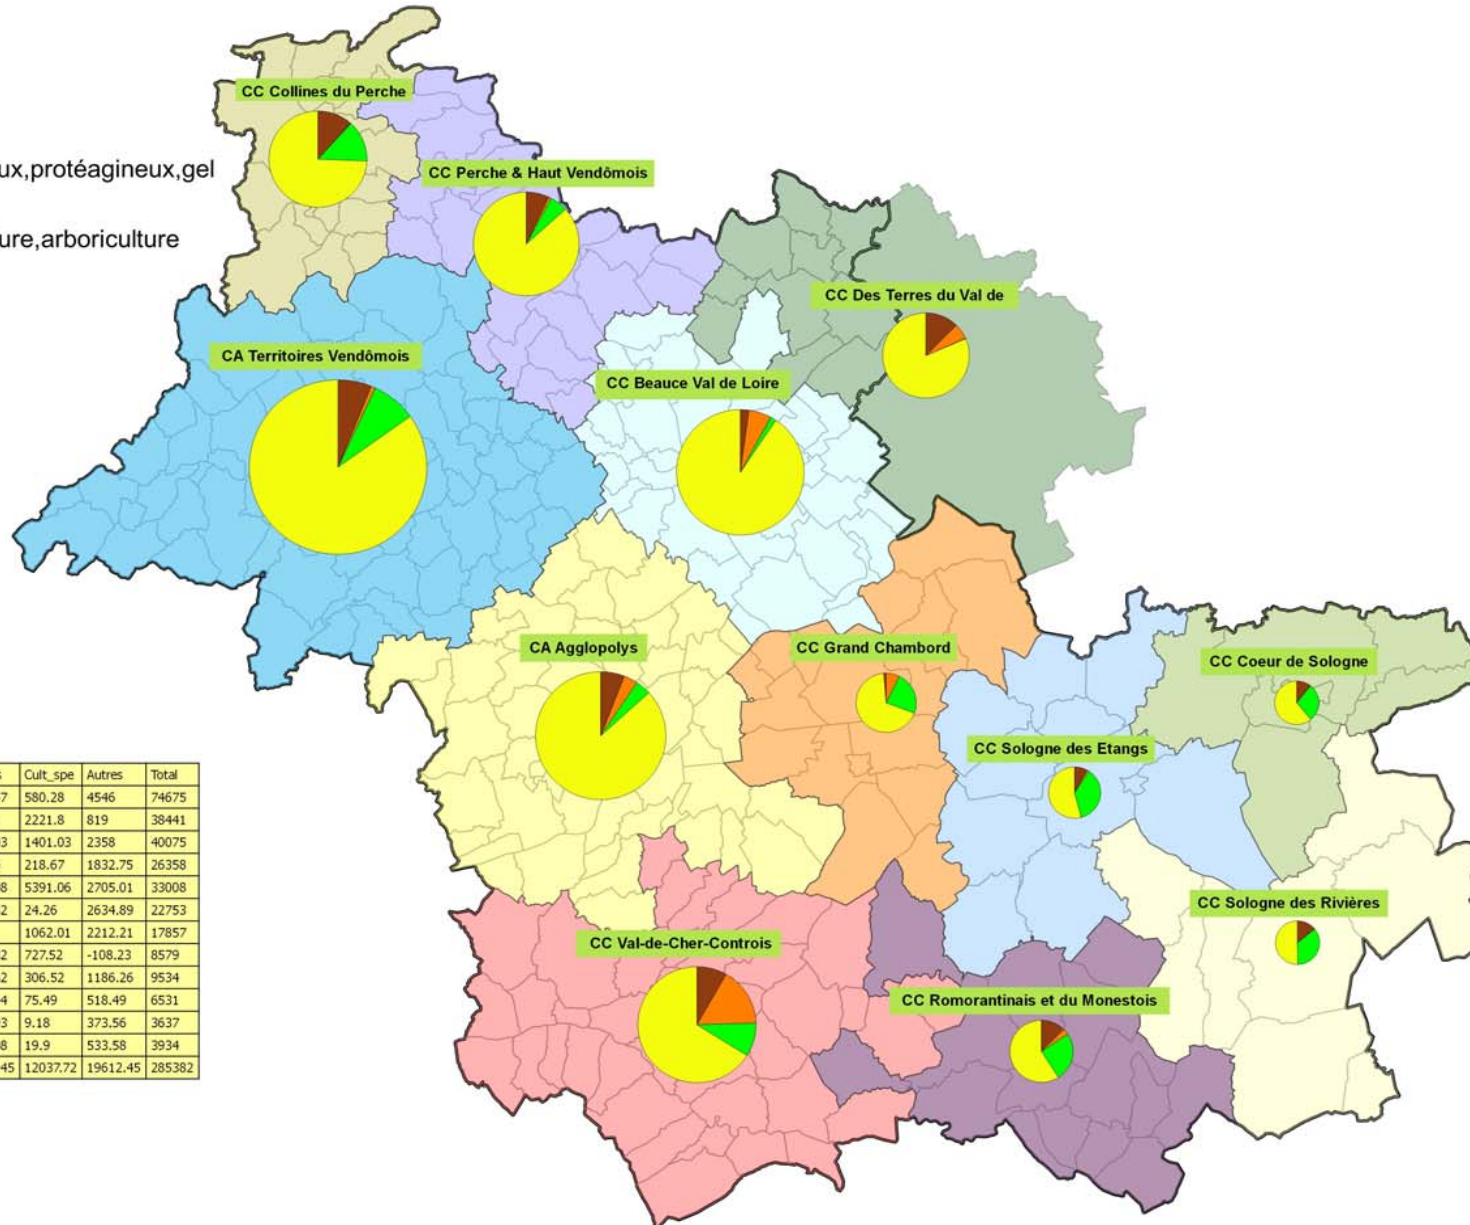 CC Collines du Perche
ux,protéagineux,gel
CC Perche & Haut Vendômois
ure,arboriculture
CC Des Terres du Val de
CA Territoires Vendômois
CC Beauce Val de Loire
CA Agglopolys
CC Grand Chambord
CC Coeur de Sologne
CC Sologne des Etangs
CC Sologne des Rivières
CC Val-de-Cher-Controis
CC Romorantinais et du Monestois
Cult_spe Autres Total
580.28 4546 74675
2221.8 819 38441
1401.03 2358 40075
218.67 1832.75 26358
5391.06 2705.01 33008
24.26 2634.89 22753
1062.01 2212.21 17857
727.52 -108.23 8579
306.52 1186.26 9534
75.49 518.49 6531
9.18 373.56 3637
19.9 533.58 3934
45 12037.72 19612.45 285382